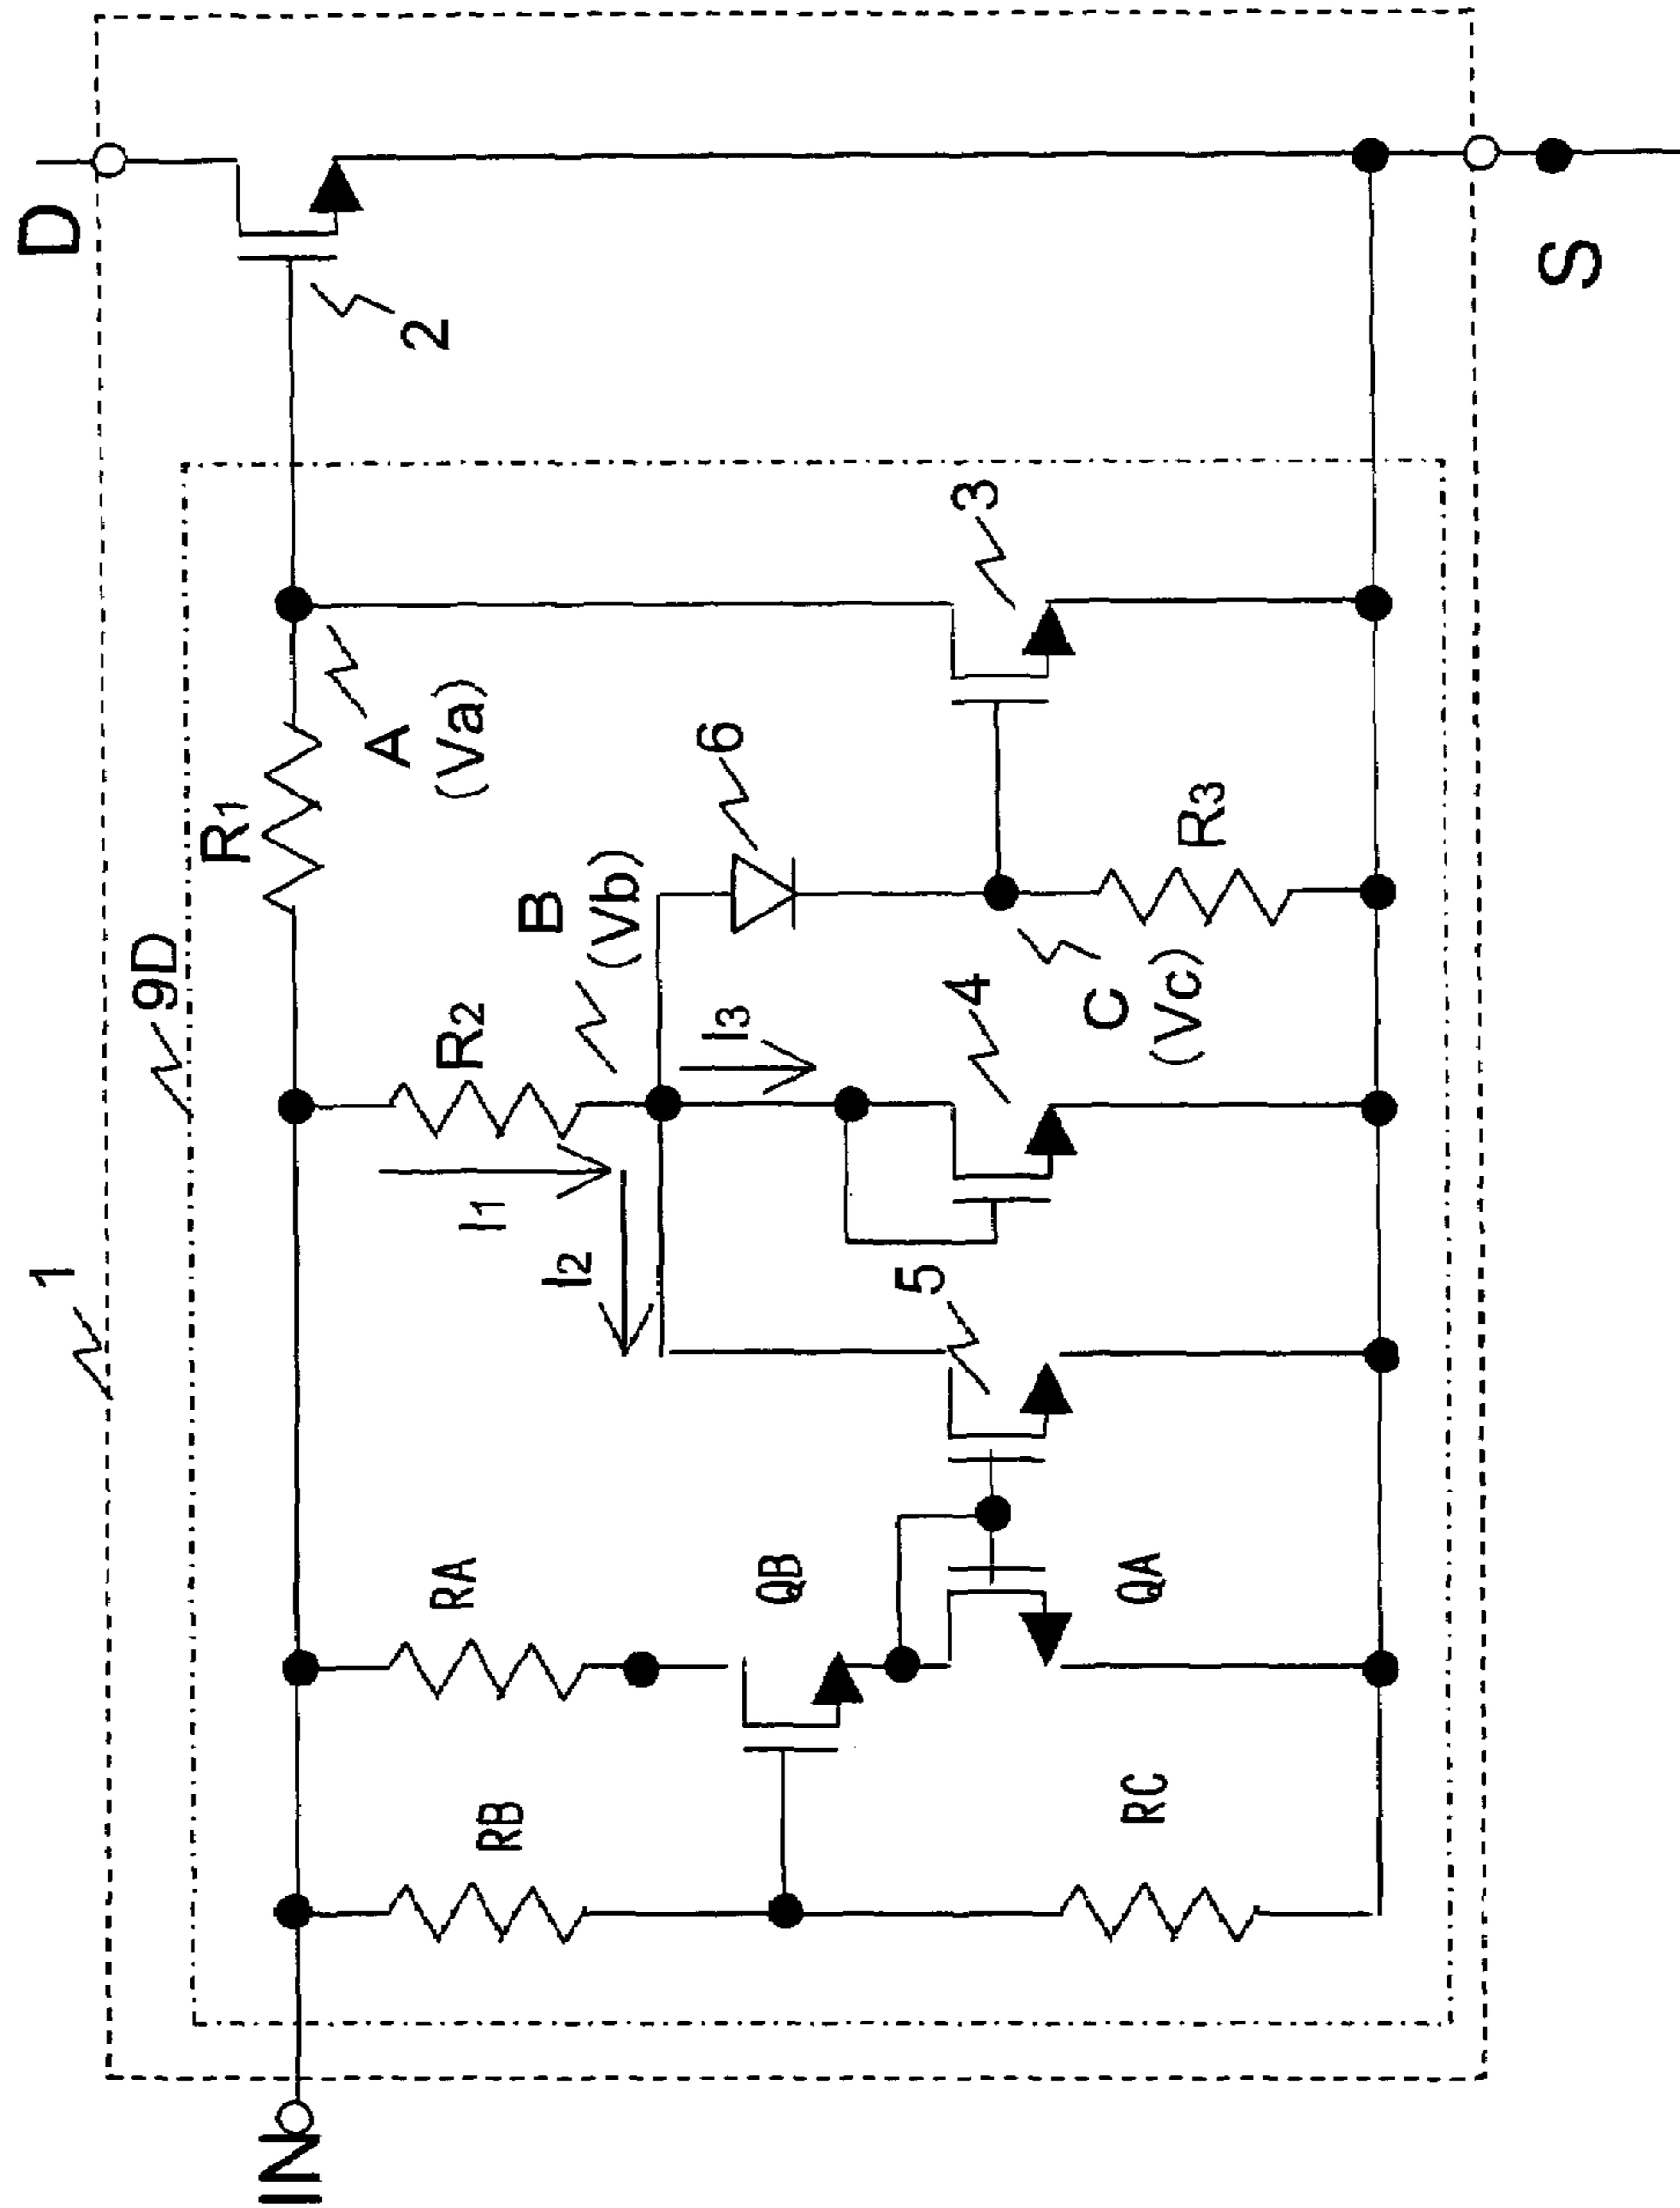 1
9D
D
IN
R1
A
(Va)
2
R2
B
(Vb)
6
3
I1
I2
I3
RA
RB
QB
5
4
C
(Vc)
R3
QA
RC
S